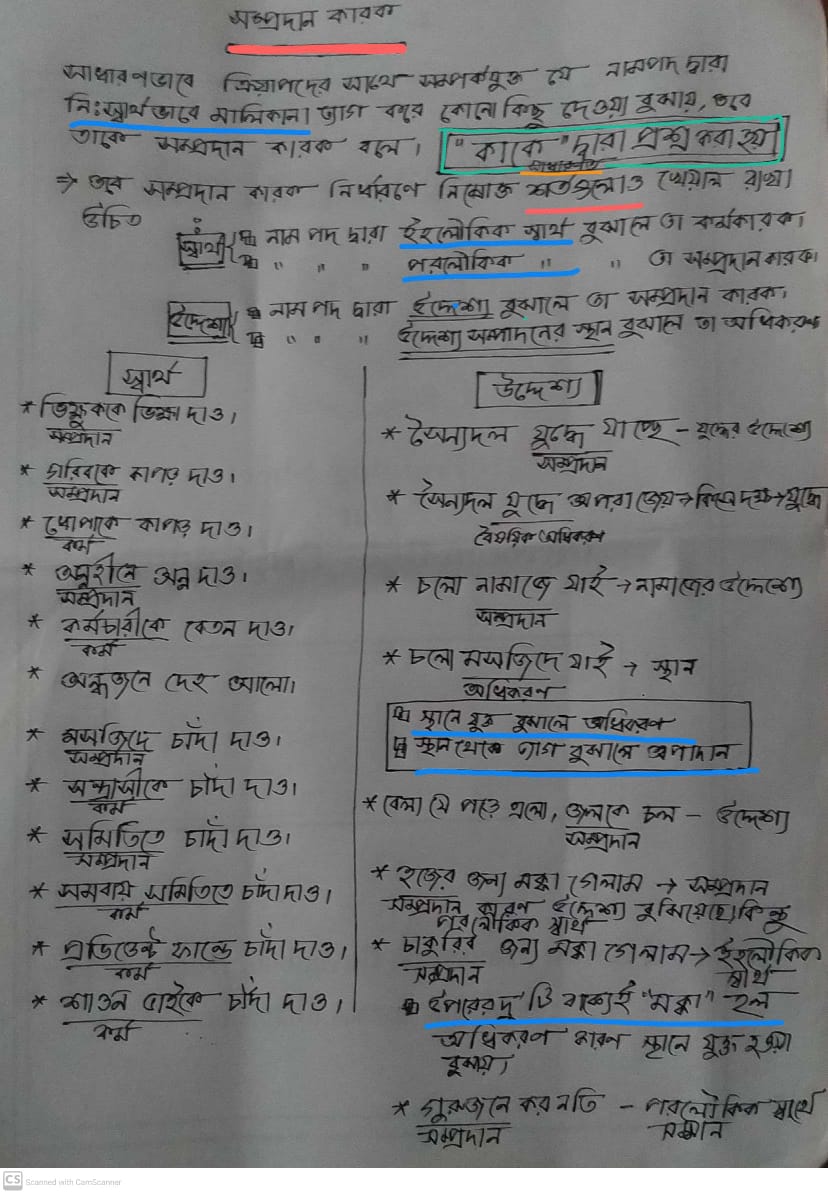 সম্প্রদান কারক
সাধারণভাবে ক্রিয়াপদের সাথে সম্পর্কযুক্ত যে নামপদ দ্বারা
নিঃস্বার্থভাবে মালিকানা ত্যাগ করে কোনো কিছু দেওয়া বুঝায়, তবে
তাকে সম্প্রদান কারক বলে। "কাকে" দ্বারা প্রশ্ন করা হয়
সাধারণত
→ তবে সম্প্রদান কারক নির্ধারণে নিম্নোক্ত শর্তগুলোও খেয়াল রাখা
উচিত
স্বার্থ নাম পদ দ্বারা ইহলৌকিক স্বার্থ বুঝালে তা কর্মকারক।
" " " পরলৌকিক " " তা সম্প্রদান কারক।
উদ্দেশ্য নাম পদ দ্বারা উদ্দেশ্য বুঝালে তা সম্প্রদান কারক।
" " " উদ্দেশ্য সম্পাদনের স্থান বুঝালে তা অধিকরণ
স্বার্থ
* ভিক্ষুককে ভিক্ষা দাও।
সম্প্রদান
* গরিবকে কাপড় দাও।
সম্প্রদান
* ধোপাকে কাপড় দাও।
কর্ম
* অন্নহীনে অন্ন দাও।
সম্প্রদান
* কর্মচারীকে বেতন দাও।
কর্ম
* অন্ধজনে দেহ আলো।
* মসজিদে চাঁদা দাও।
সম্প্রদান
* সন্ত্রাসীকে চাঁদা দাও।
কর্ম
* সমিতিতে চাঁদা দাও।
সম্প্রদান
* সমবায় সমিতিতে চাঁদা দাও।
কর্ম
* প্রভিডেন্ট ফান্ডে চাঁদা দাও।
কর্ম
* শাওন ভাইকে চাঁদা দাও।
কর্ম
উদ্দেশ্য
* সৈন্যদল যুদ্ধে যাচ্ছে - যুদ্ধের উদ্দেশ্যে
সম্প্রদান
* সৈন্যদল যুদ্ধে অপরাজেয় → → যুদ্ধে
বৈষয়িক অধিকরণ
* চলো নামাজে যাই → নামাজের উদ্দেশ্যে
সম্প্রদান
* চলো মসজিদে যাই → স্থান
অধিকরণ
স্থানে যুক্ত বুঝালে অধিকরণ
স্থান থেকে ত্যাগ বুঝালে অপাদান
* বেলা যে পড়ে এলো, জলকে চল - উদ্দেশ্য
সম্প্রদান
* হজের জন্য মক্কা গেলাম → সম্প্রদান
সম্প্রদান কারণ উদ্দেশ্য বুঝিয়েছে কিন্তু
পরলৌকিক স্বার্থ
* চাকুরির জন্য মক্কা গেলাম → ইহলৌকিক
সম্প্রদান স্বার্থ
উপরের দু'টি বাক্যেই "মক্কা" হল
অধিকরণ কারণ স্থানে যুক্ত হওয়া
বুঝায়।
* গুরুজনে কর নতি - পরলৌকিক স্বার্থে
সম্প্রদান সম্মান
CS Scanned with CamScanner